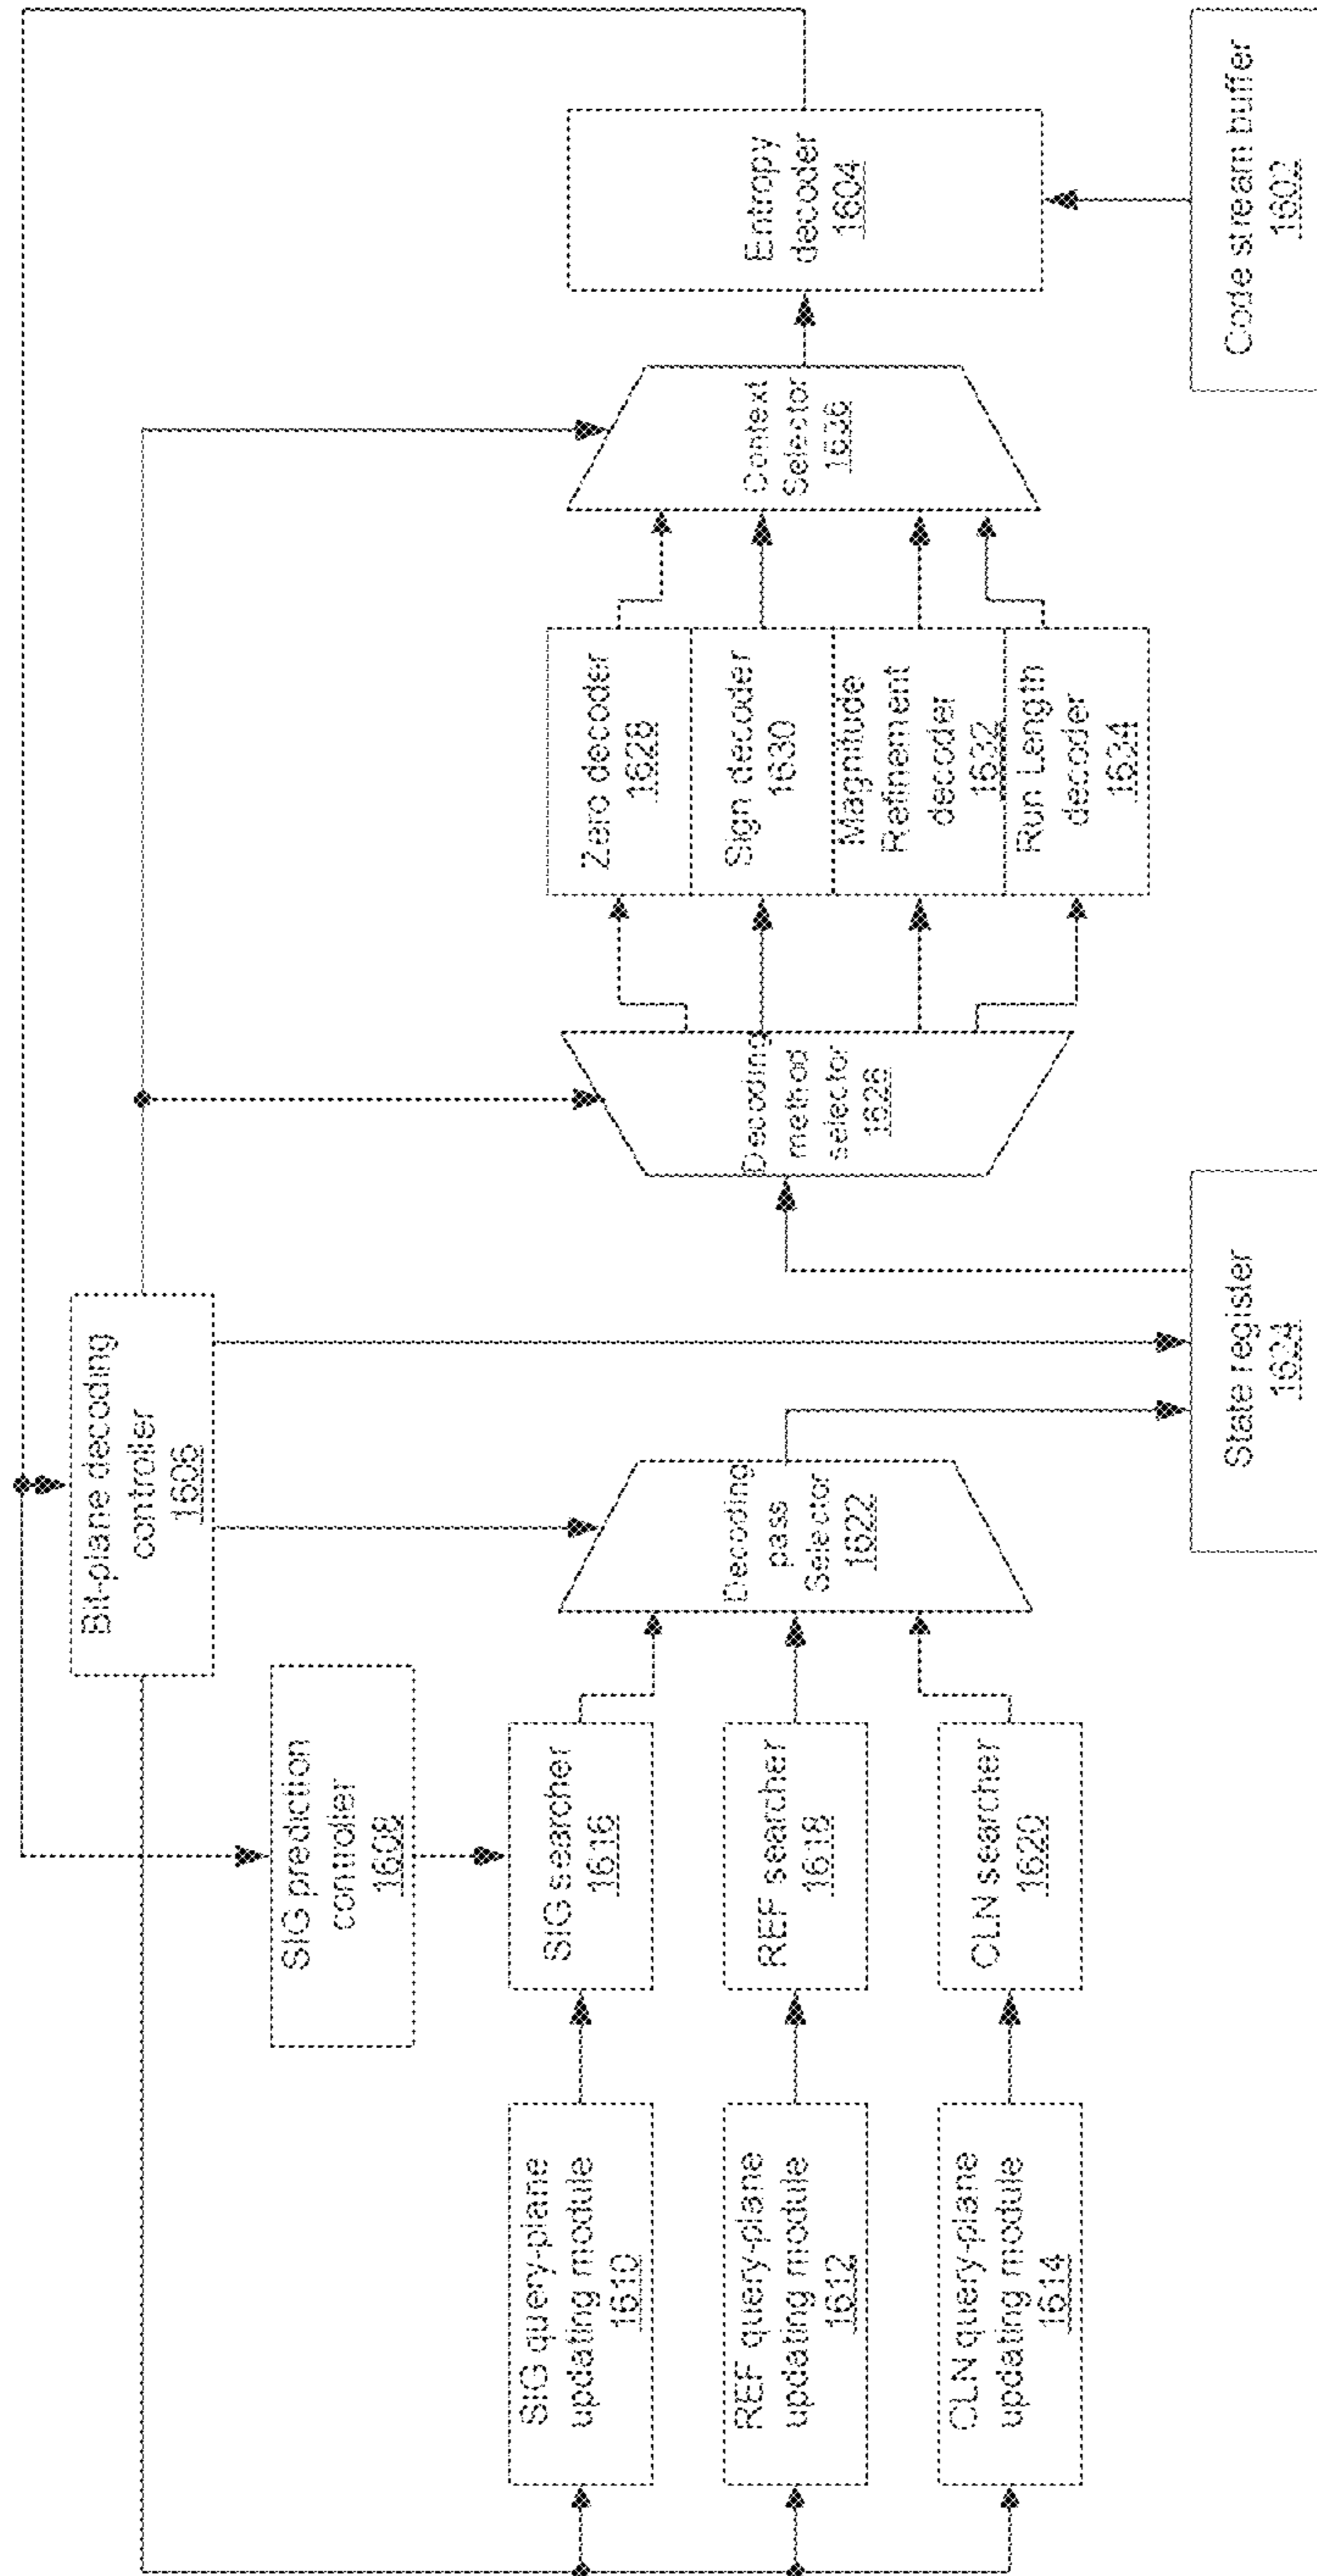 Bit-plane decoding
controller
1606
SIG prediction
controller
1608
SIG query-plane
updating module
1610
SIG searcher
1616
REF query-plane
updating module
1612
REF searcher
1618
CLN query-plane
updating module
1614
CLN searcher
1620
Decoding
pass
Selector
1622
State register
1624
Decoding
method
selector
1626
Zero decoder
1628
Sign decoder
1630
Magnitude
Refinement
decoder
1632
Run Length
decoder
1634
Context
Selector
1636
Entropy
decoder
1604
Code stream buffer
1602